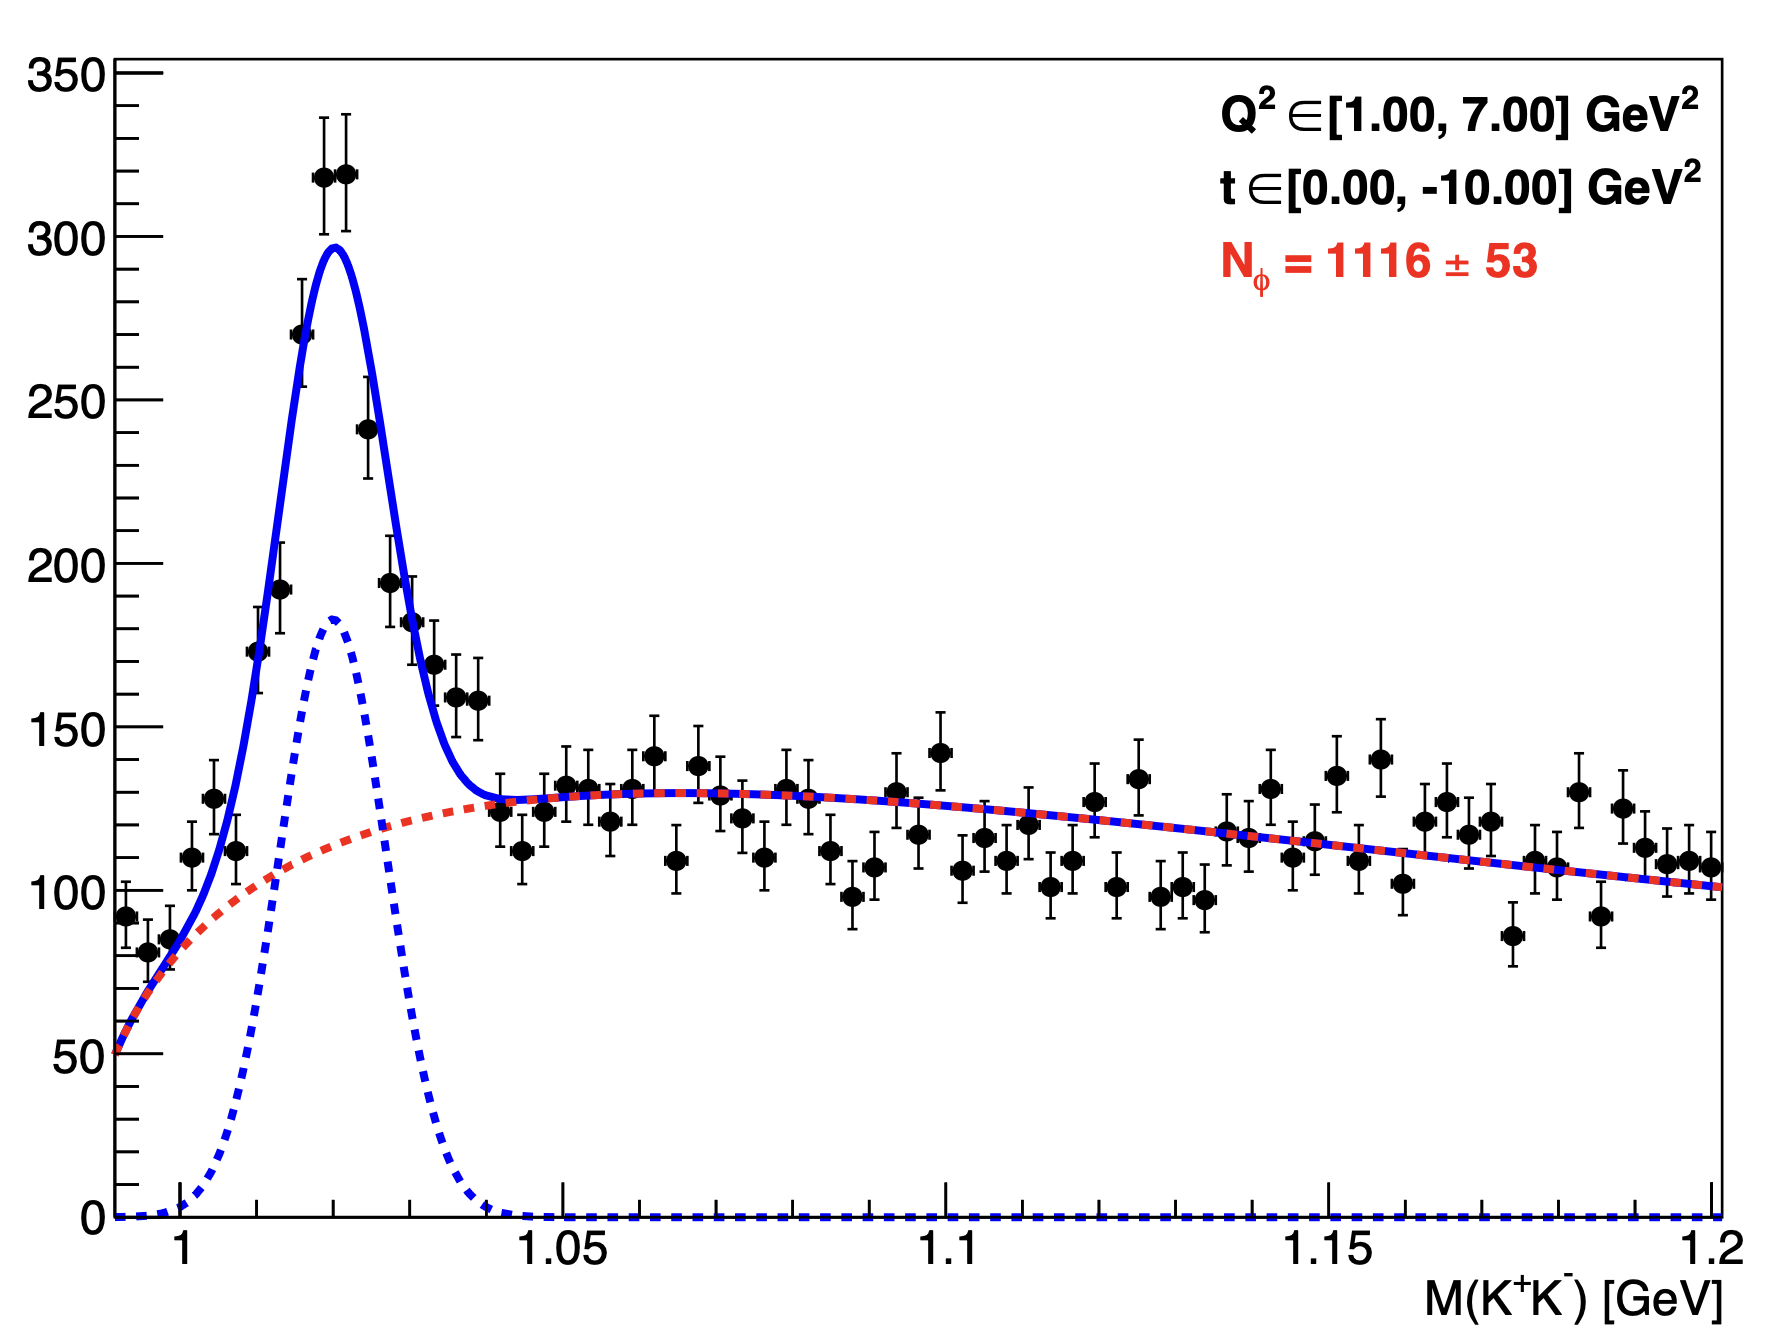 350
300
250
200
150
100
50
0
1 1.05 1.1 1.15 1.2
M(K⁺K⁻) [GeV]
Q² ∈[1.00, 7.00] GeV²
t ∈[0.00, -10.00] GeV²
N_ϕ = 1116 ± 53